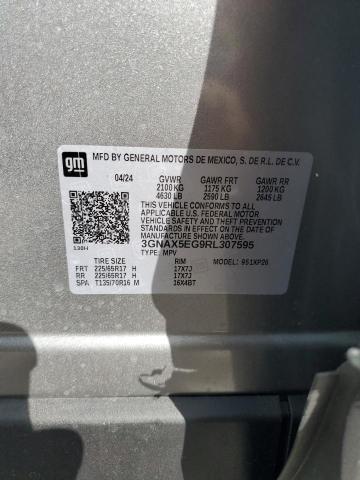 gm
MFD BY GENERAL MOTORS DE MEXICO, S. DE R.L. DE C.V.
04/24 GVWR GAWR FRT GAWR RR
2100 KG 1175 KG 1200 KG
4630 LB 2590 LB 2645 LB
THIS VEHICLE CONFORMS TO ALL
APPLICABLE U.S. FEDERAL MOTOR
VEHICLE SAFETY AND THEFT PREVENTION
STANDARDS IN EFFECT ON THE DATE OF
MANUFACTURE SHOWN ABOVE.
3GNAX5EG9RL307595
138H TYPE: MPV MODEL: 951XP26
TIRE SIZE RIM
FRT 225/65R17 H 17X7J
RR 225/65R17 H 17X7J
SPA T135/70R16 M 16X4BT